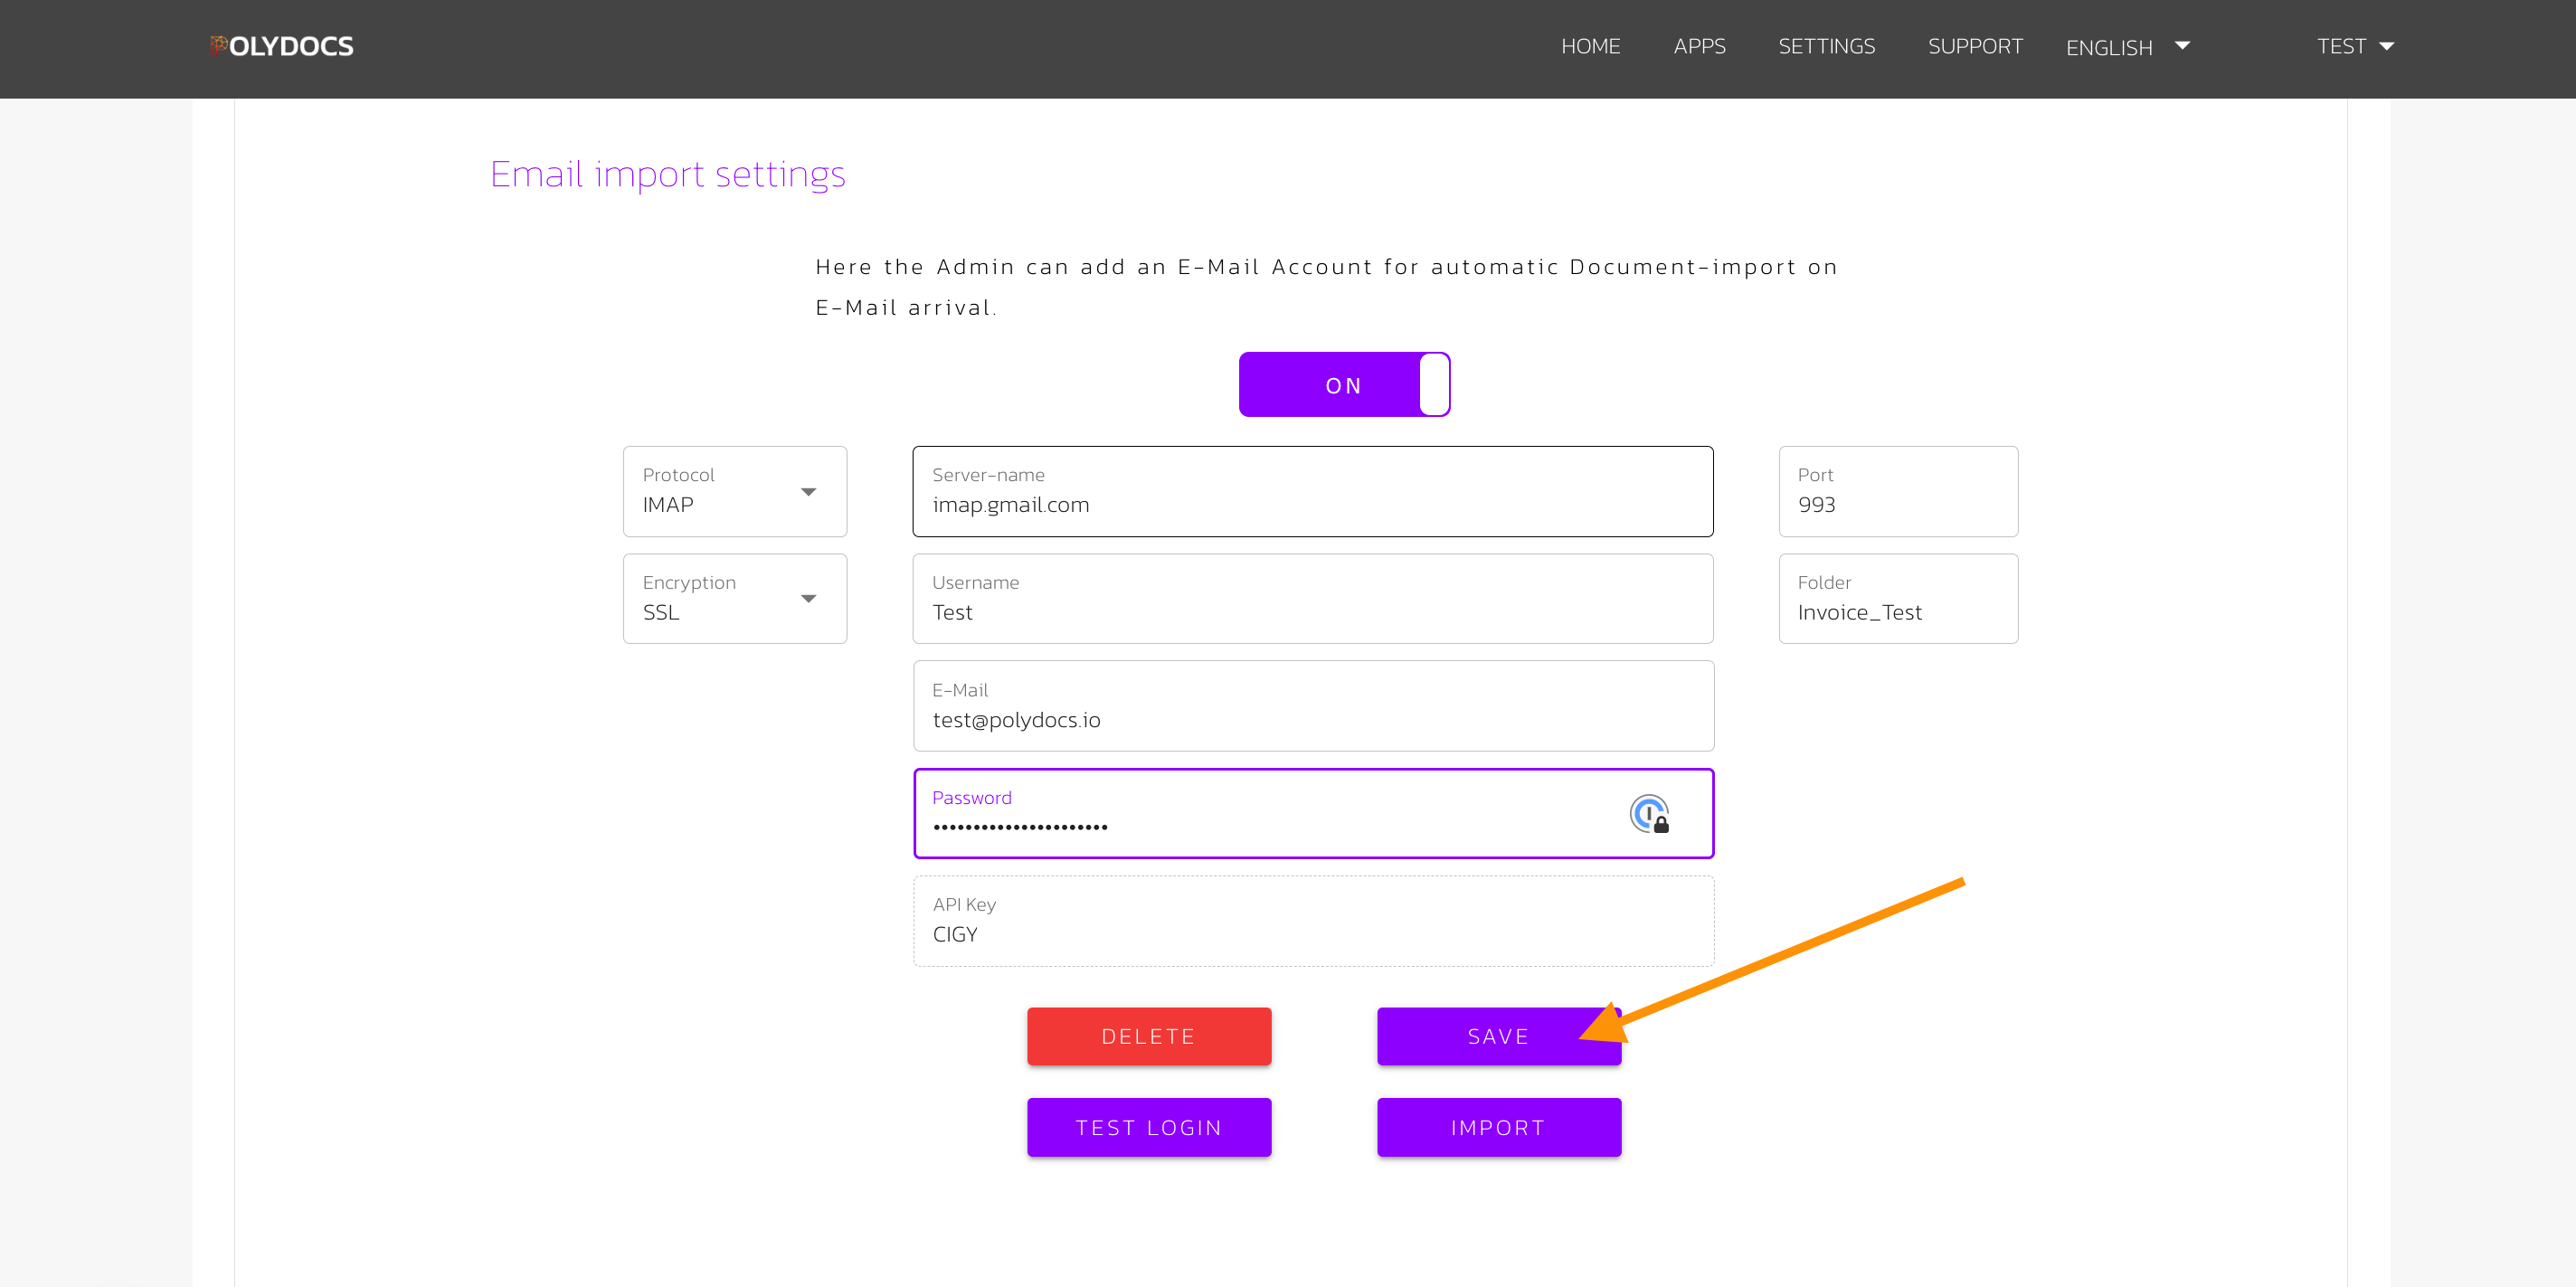 POLYDOCS
HOME APPS SETTINGS SUPPORT ENGLISH TEST
Email import settings
Here the Admin can add an E-Mail Account for automatic Document-import on
E-Mail arrival.
ON
Protocol
IMAP
Server-name
imap.gmail.com
Port
993
Encryption
SSL
Username
Test
Folder
Invoice_Test
E-Mail
test@polydocs.io
Password
••••••••••••••••••••••
API Key
CIGY
DELETE
SAVE
TEST LOGIN
IMPORT